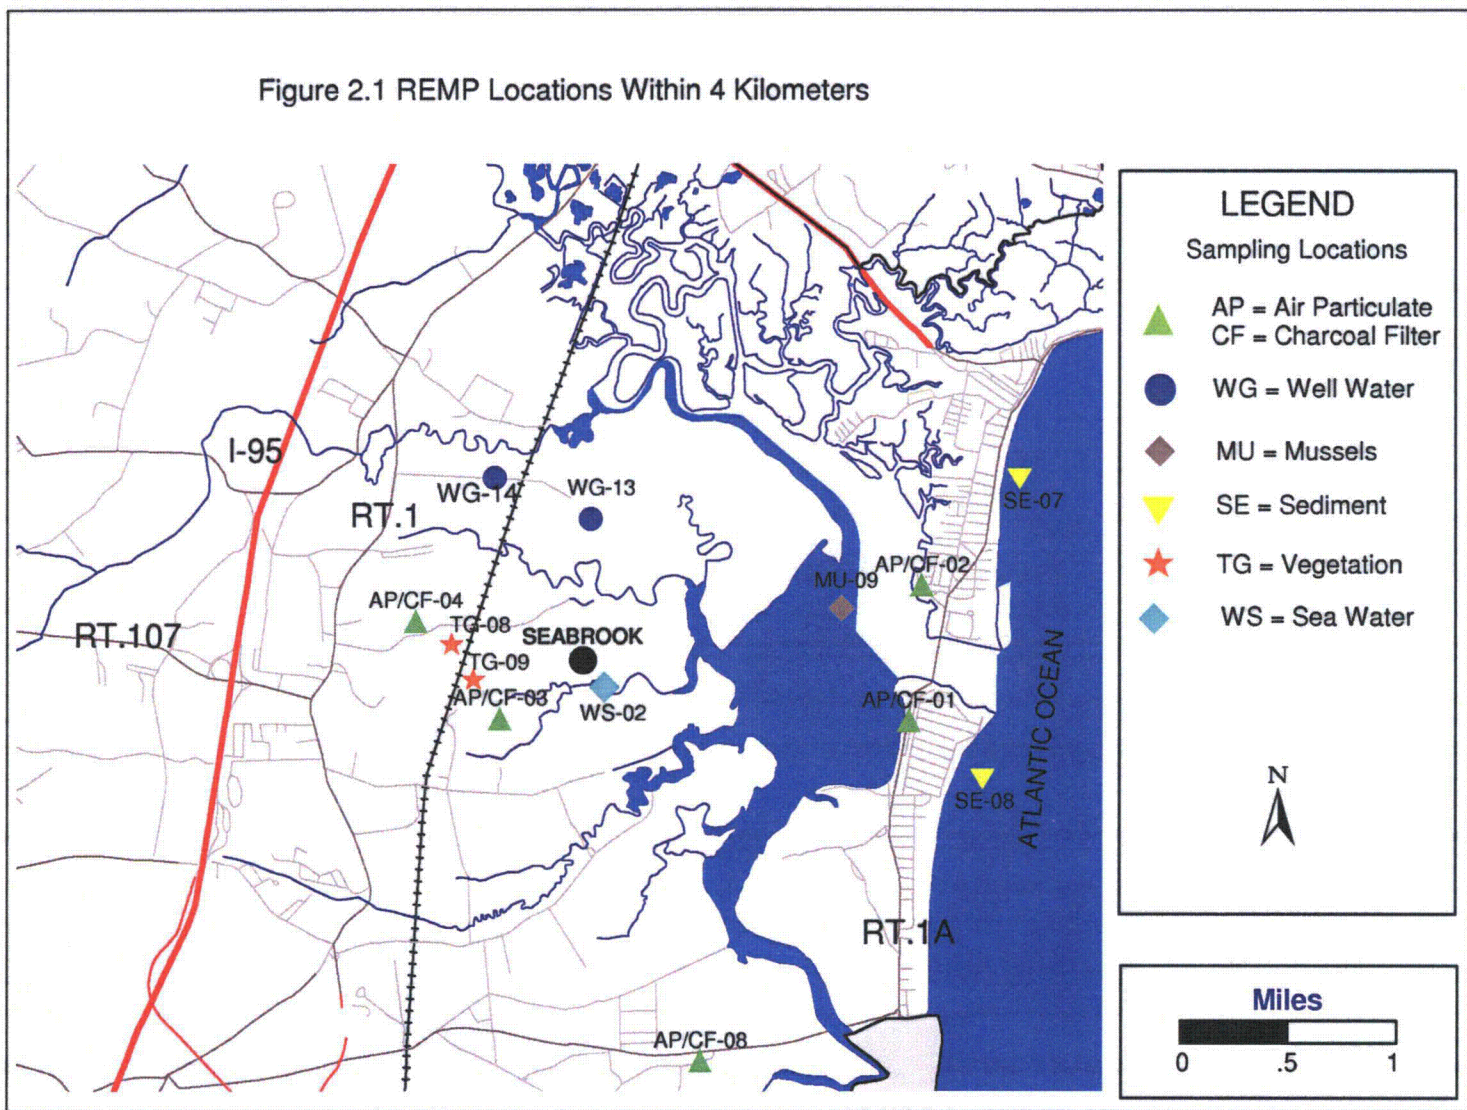 Figure 2.1 REMP Locations Within 4 Kilometers
LEGEND
Sampling Locations
AP = Air Particulate
CF = Charcoal Filter
WG = Well Water
MU = Mussels
SE = Sediment
TG = Vegetation
WS = Sea Water
N
Miles
0 .5 1
I-95
WG-14
WG-13
SE-07
RT.1
AP/CF-02
MU-09
AP/CF-04
TG-08
RT.107
SEABROOK
TG-09
AP/CF-03
WS-02
AP/CF-01
ATLANTIC OCEAN
SE-08
RT.1A
AP/CF-08